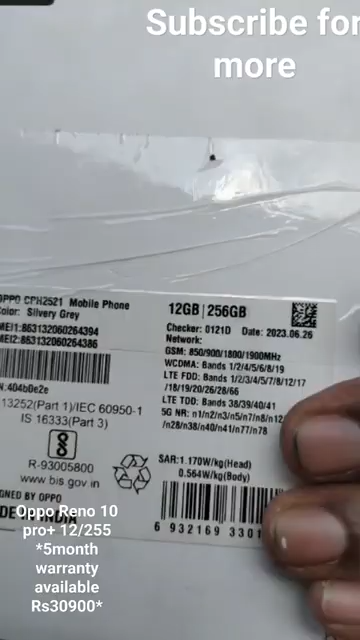 Subscribe for
more
OPPO CPH2521 Mobile Phone
Color: Silvery Grey
IMEI1:863132060264394
IMEI2:863132060264386
N:404b0e2e
13252(Part 1)/IEC 60950-1
IS 16333(Part 3)
R-93005800
www.bis.gov.in
GNED BY OPPO
DE IN INDIA
12GB | 256GB
Checker: 0121D Date: 2023.06.26
Network:
GSM: 850/900/1800/1900MHz
WCDMA: Bands 1/2/4/5/6/8/19
LTE FDD: Bands 1/2/3/4/5/7/8/12/17
/18/19/20/26/28/66
LTE TDD: Bands 38/39/40/41
5G NR: n1/n2/n3/n5/n7/n8/n12
/n28/n38/n40/n41/n77/n78
SAR:1.170W/kg(Head)
0.564W/kg(Body)
6 932169 3301
Oppo Reno 10
pro+ 12/255
*5month
warranty
available
Rs30900*